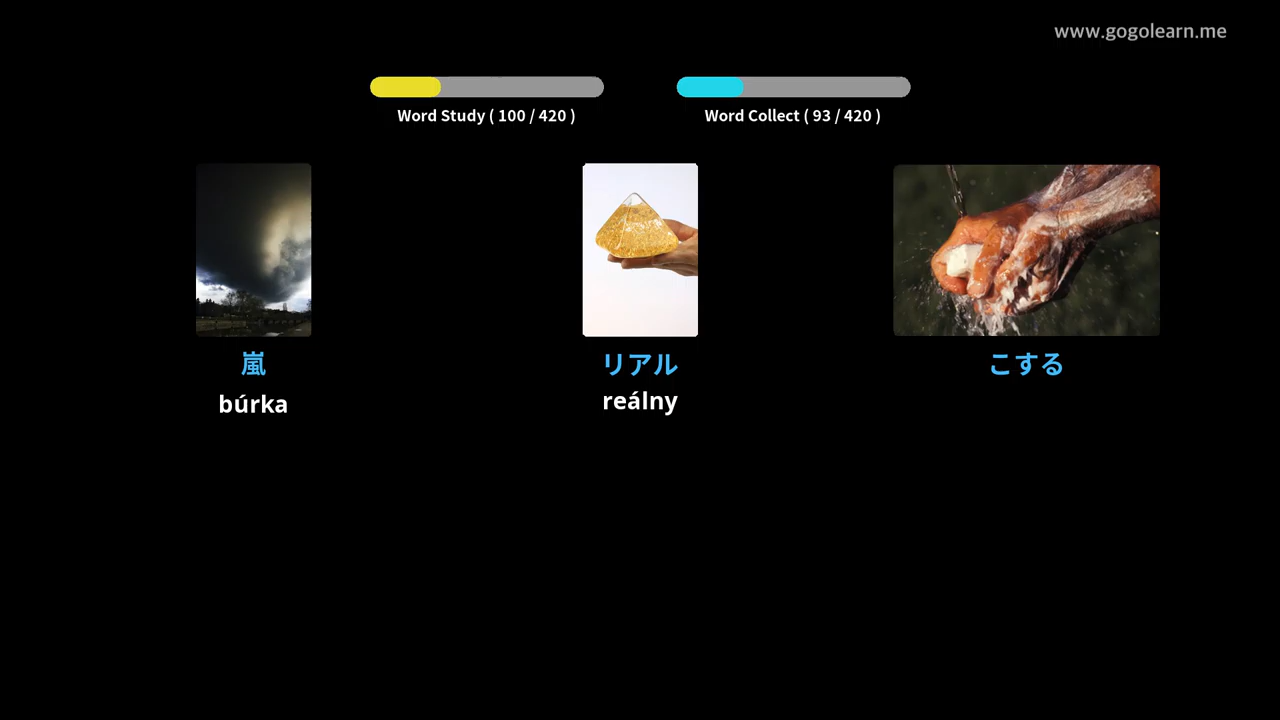 www.gogolearn.me
Word Study ( 100 / 420 )
Word Collect ( 93 / 420 )
嵐
búrka
リアル
reálny
こする